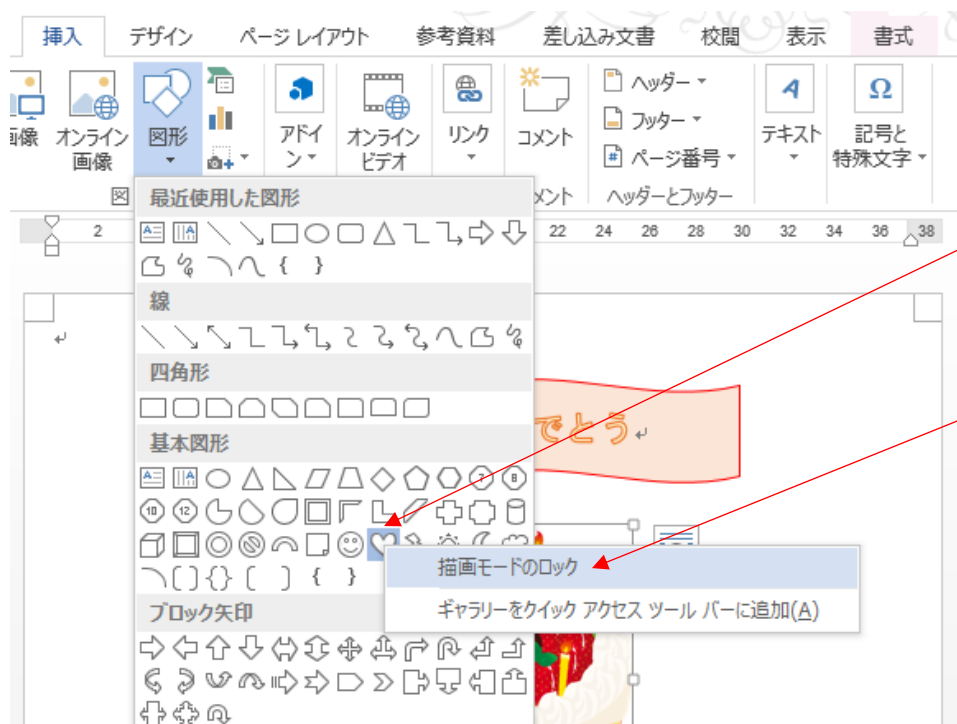 挿入 デザイン ページ レイアウト 参考資料 差し込み文書 校閲 表示 書式
画像 オンライン 図形 アドイ オンライン リンク コメント ヘッダー テキスト 記号と
画像 ン ビデオ フッター 特殊文字
# ページ番号
図 メント ヘッダーとフッター
最近使用した図形
2 22 24 26 28 30 32 34 36 38
線
四角形
でとう
基本図形
7 8
10 12
描画モードのロック
ギャラリーをクイック アクセス ツール バーに追加(A)
ブロック矢印